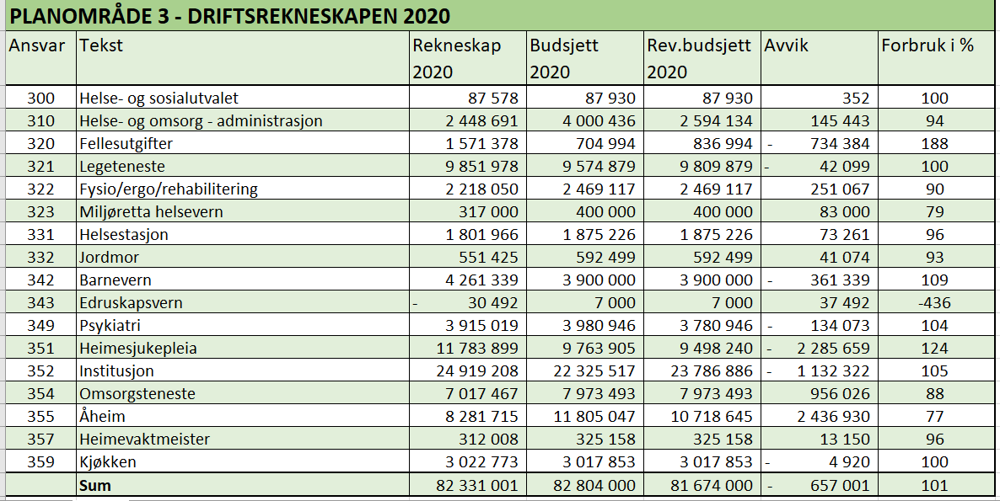 PLANOMRÅDE 3 - DRIFTSREKNESKAPEN 2020
Ansvar Tekst Rekneskap 2020 Budsjett 2020 Rev.budsjett 2020 Avvik Forbruk i %
300 Helse- og sosialutvalet 87 578 87 930 87 930 352 100
310 Helse- og omsorg - administrasjon 2 448 691 4 000 436 2 594 134 145 443 94
320 Fellesutgifter 1 571 378 704 994 836 994 - 734 384 188
321 Legeteneste 9 851 978 9 574 879 9 809 879 - 42 099 100
322 Fysio/ergo/rehabilitering 2 218 050 2 469 117 2 469 117 251 067 90
323 Miljøretta helsevern 317 000 400 000 400 000 83 000 79
331 Helsestasjon 1 801 966 1 875 226 1 875 226 73 261 96
332 Jordmor 551 425 592 499 592 499 41 074 93
342 Barnevern 4 261 339 3 900 000 3 900 000 - 361 339 109
343 Edruskapsvern - 30 492 7 000 7 000 37 492 -436
349 Psykiatri 3 915 019 3 980 946 3 780 946 - 134 073 104
351 Heimesjukepleia 11 783 899 9 763 905 9 498 240 - 2 285 659 124
352 Institusjon 24 919 208 22 325 517 23 786 886 - 1 132 322 105
354 Omsorgsteneste 7 017 467 7 973 493 7 973 493 956 026 88
355 Åheim 8 281 715 11 805 047 10 718 645 2 436 930 77
357 Heimevaktmeister 312 008 325 158 325 158 13 150 96
359 Kjøkken 3 022 773 3 017 853 3 017 853 - 4 920 100
Sum 82 331 001 82 804 000 81 674 000 - 657 001 101